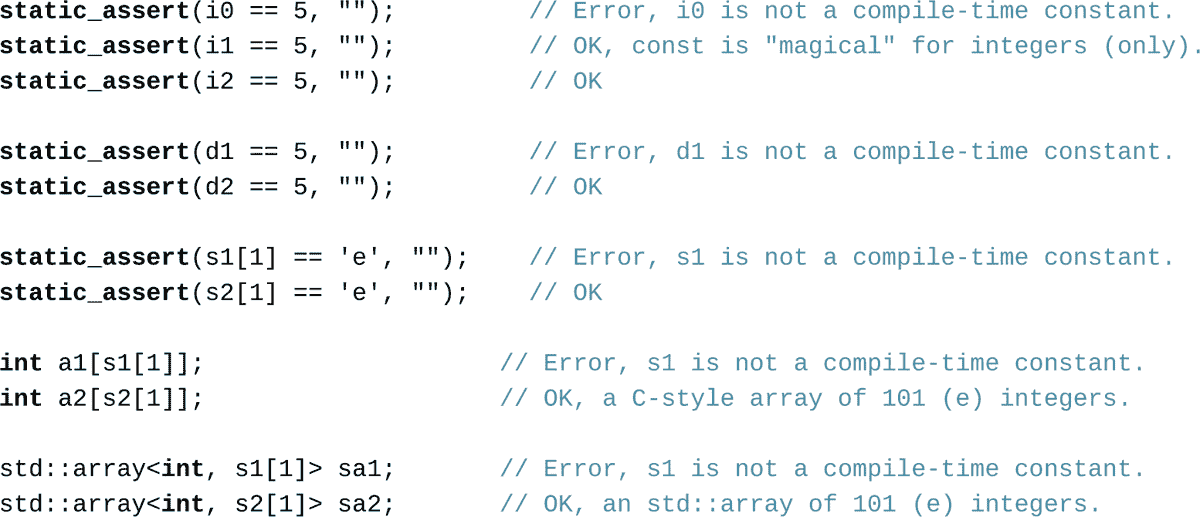 static_assert(i0 == 5, "");         // Error, i0 is not a compile-time constant.
static_assert(i1 == 5, "");         // OK, const is "magical" for integers (only).
static_assert(i2 == 5, "");         // OK
static_assert(d1 == 5, "");         // Error, d1 is not a compile-time constant.
static_assert(d2 == 5, "");         // OK
static_assert(s1[1] == 'e', "");    // Error, s1 is not a compile-time constant.
static_assert(s2[1] == 'e', "");    // OK
int a1[s1[1]];                    // Error, s1 is not a compile-time constant.
int a2[s2[1]];                    // OK, a C-style array of 101 (e) integers.
std::array<int, s1[1]> sa1;       // Error, s1 is not a compile-time constant.
std::array<int, s2[1]> sa2;       // OK, an std::array of 101 (e) integers.